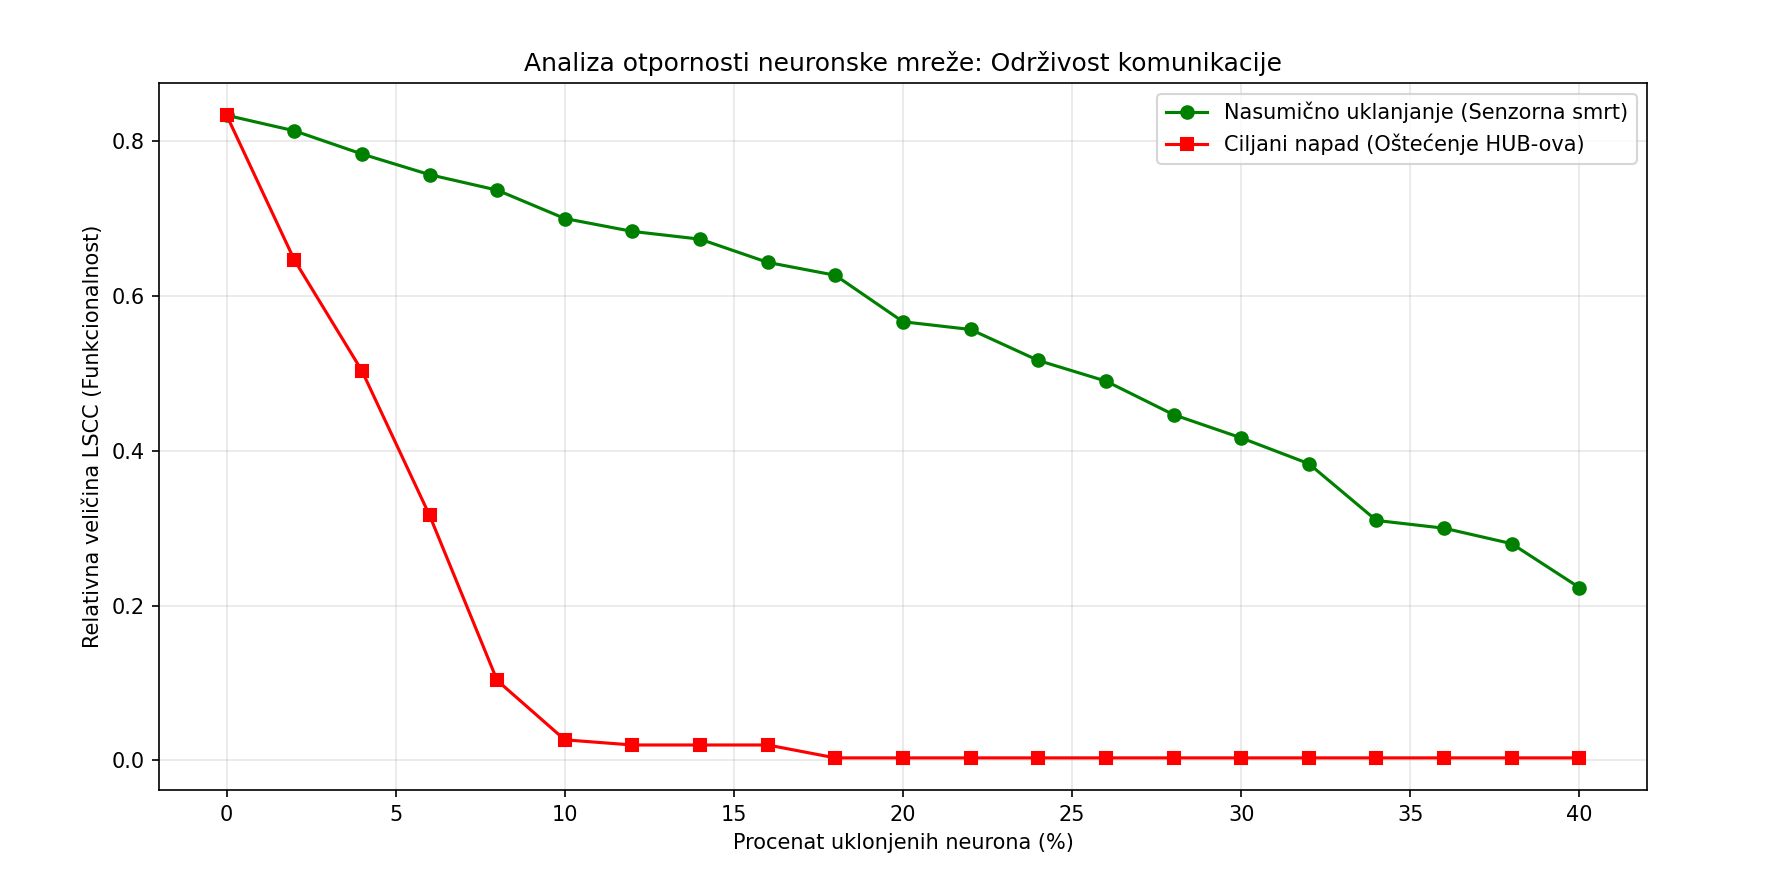 Analiza otpornosti neuronske mreže: Održivost komunikacije
Nasumično uklanjanje (Senzorna smrt)
Ciljani napad (Oštećenje HUB-ova)
Relativna veličina LSCC (Funkcionalnost)
0.8
0.6
0.4
0.2
0.0
0 5 10 15 20 25 30 35 40
Procenat uklonjenih neurona (%)